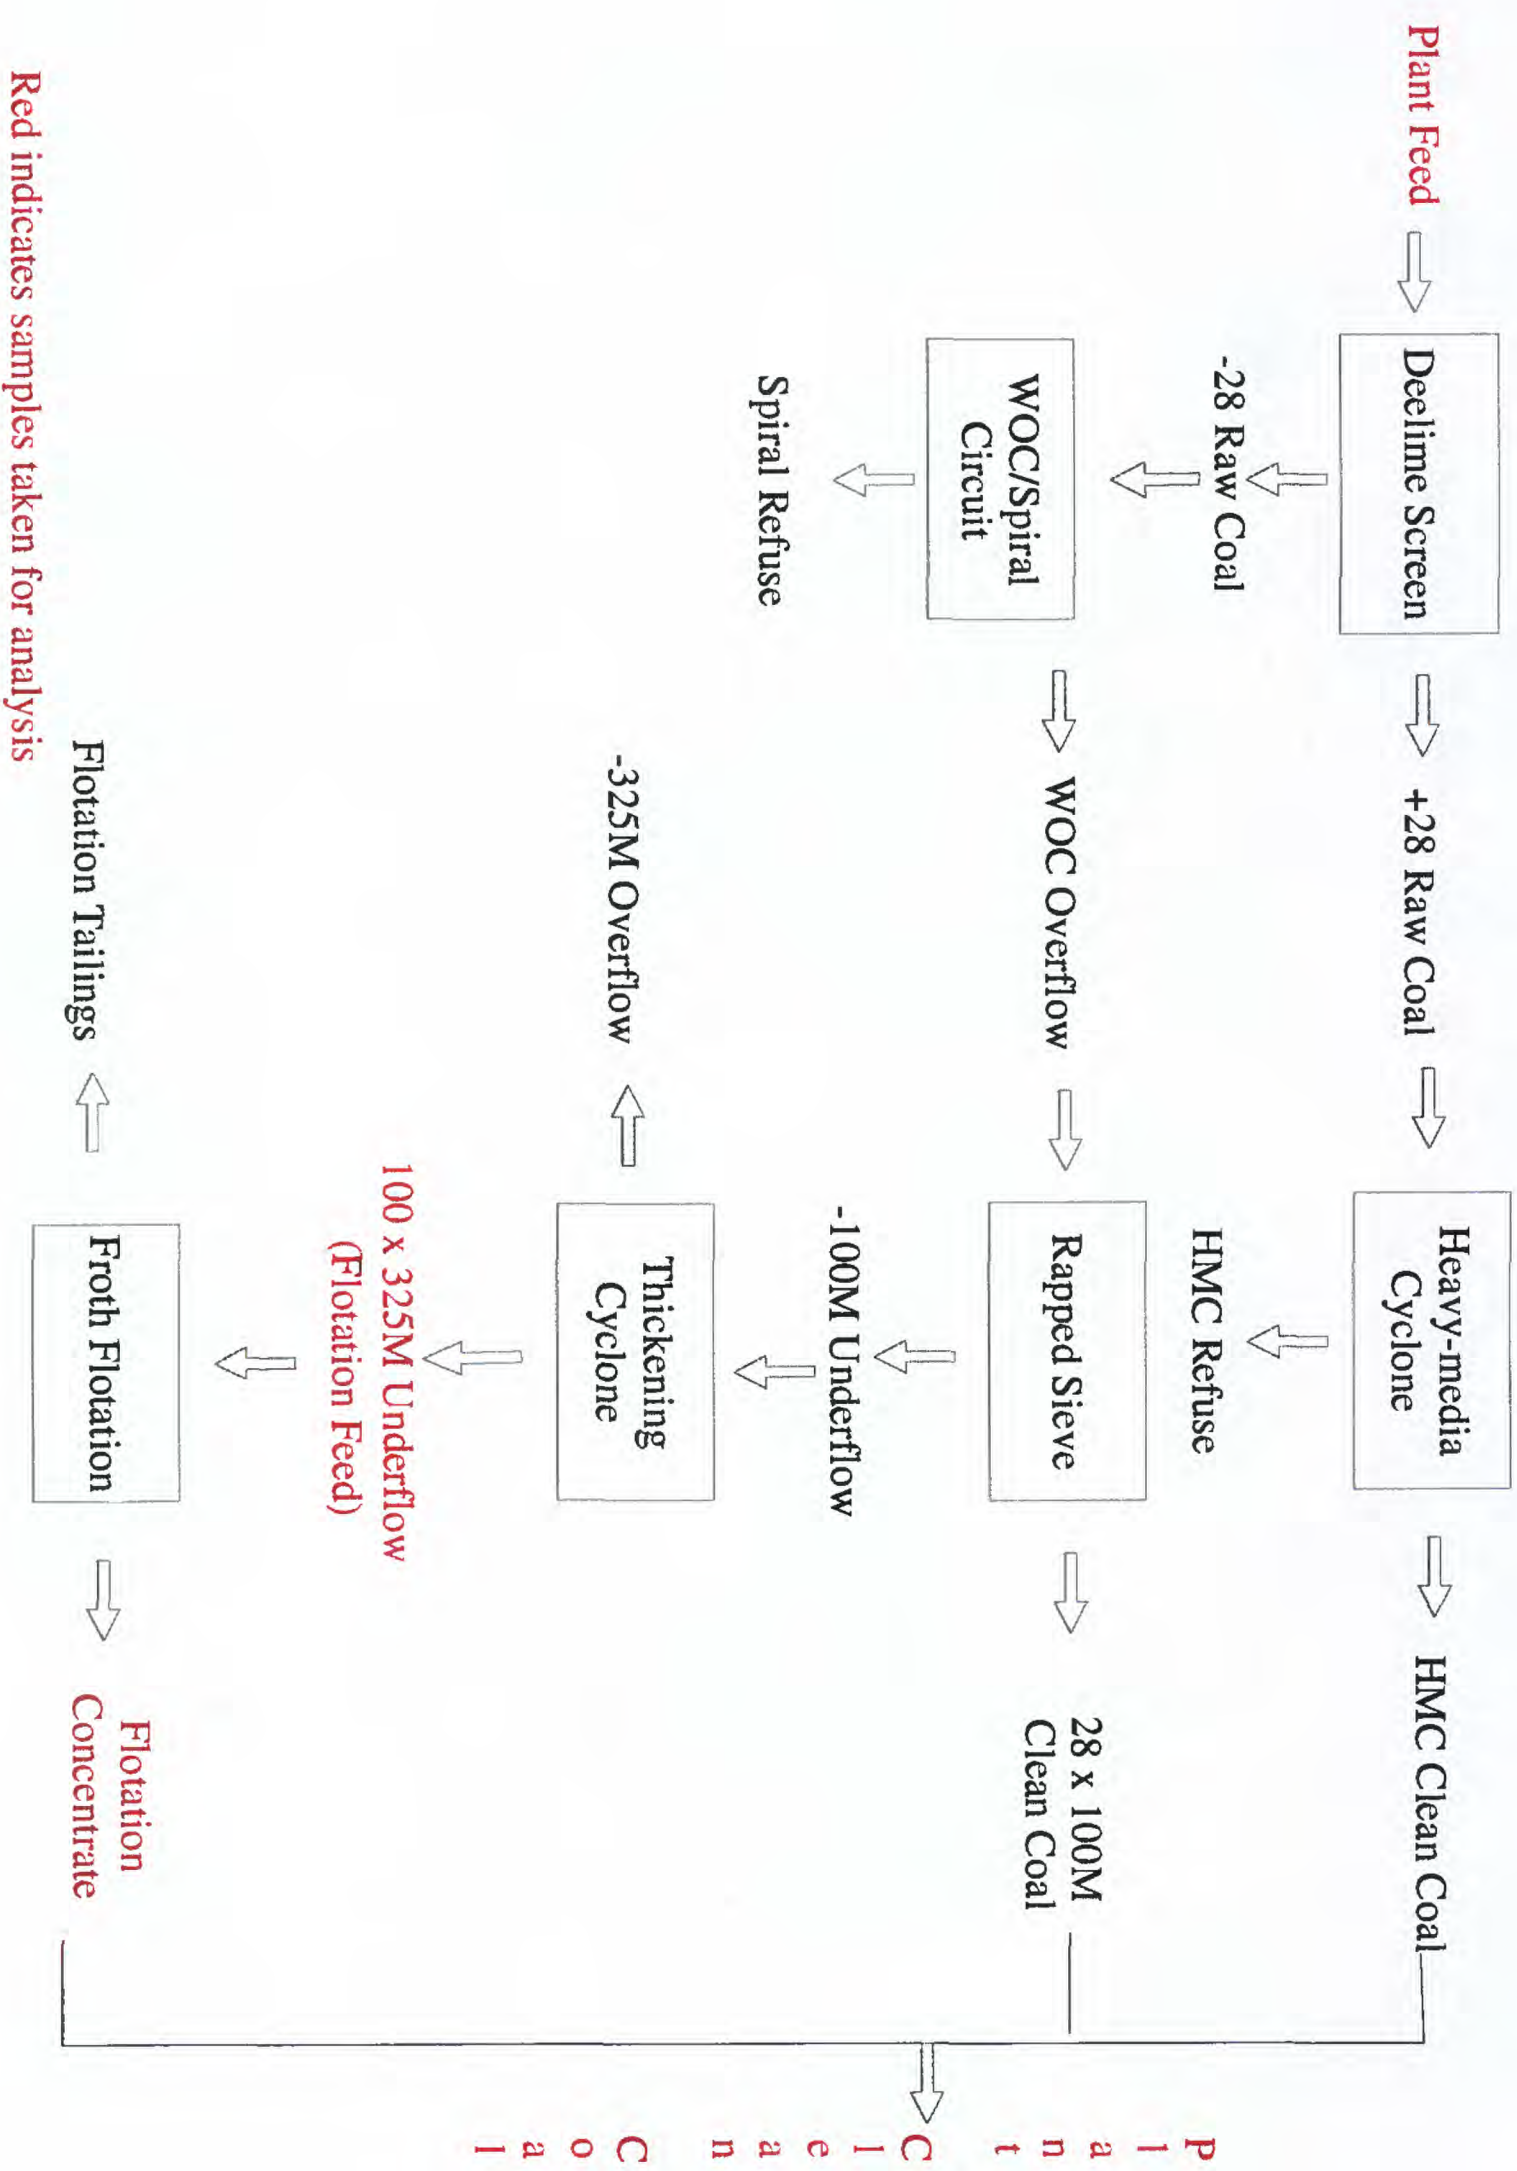 Plant Feed
Deelime Screen
+28 Raw Coal
Heavy-media
Cyclone
HMC Clean Coal
-28 Raw Coal
HMC Refuse
WOC/Spiral
Circuit
WOC Overflow
Rapped Sieve
28 x 100M
Clean Coal
Spiral Refuse
-100M Underflow
-325M Overflow
Thickening
Cyclone
100 x 325M Underflow
(Flotation Feed)
Flotation Tailings
Froth Flotation
Flotation
Concentrate
Plant Clean Coal
Red indicates samples taken for analysis